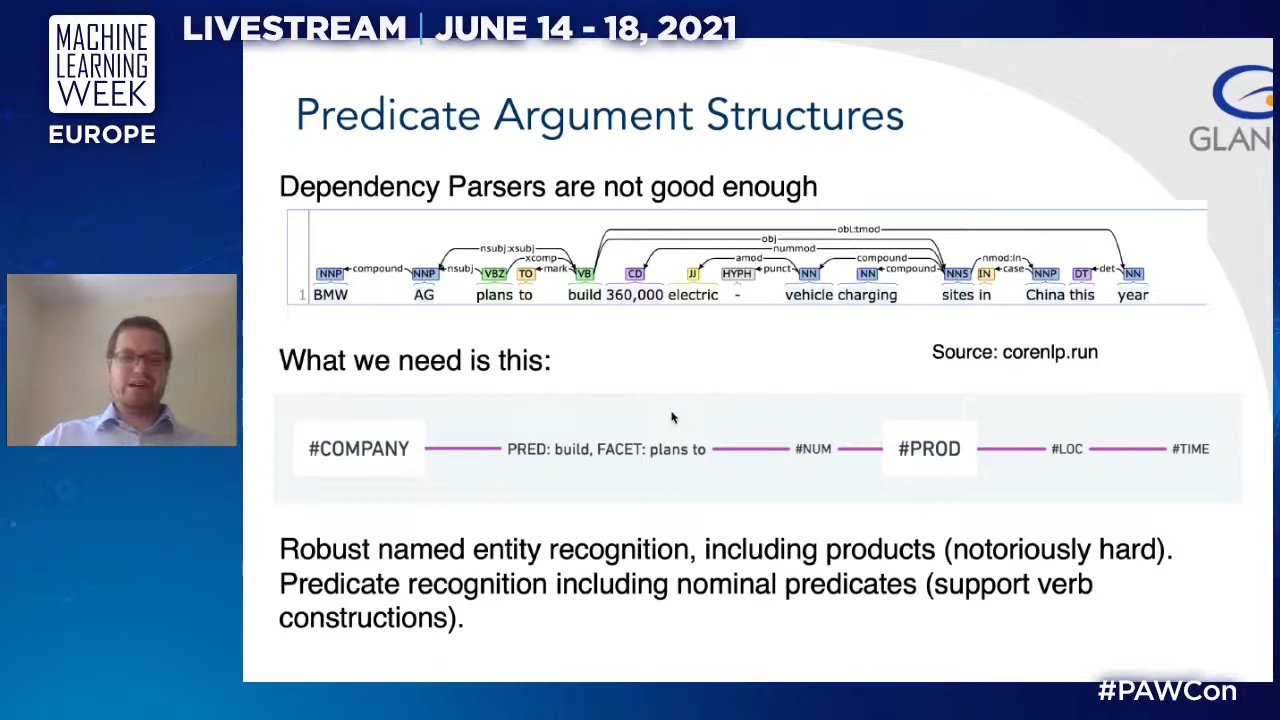 LIVESTREAM | JUNE 14 - 18, 2021
MACHINE
LEARNING
WEEK
EUROPE
GLAN
Predicate Argument Structures
Dependency Parsers are not good enough
obl:tmod
obj
nsubj:xsubj nummod
xcomp amod compound nmod:in
NNP compound NNP nsubj VBZ TO mark VB CD JJ HYPH punct NN NN compound NNS IN case NNP DT det NN
1 BMW AG plans to build 360,000 electric - vehicle charging sites in China this year
Source: corenlp.run
What we need is this:
#COMPANY PRED: build, FACET: plans to #NUM #PROD #LOC #TIME
Robust named entity recognition, including products (notoriously hard).
Predicate recognition including nominal predicates (support verb
constructions).
#PAWCon